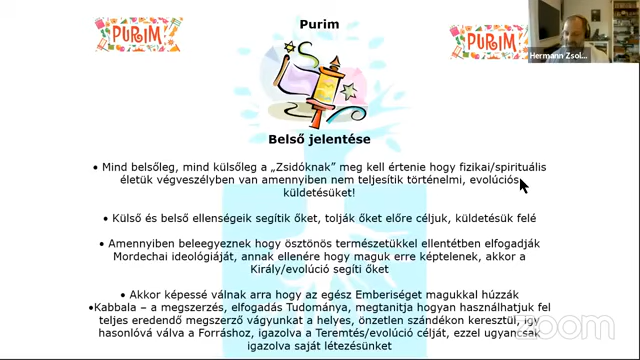 PURIM
Purim
PURIM
Hermann Zsol...
Belső jelentése
• Mind belsőleg, mind külsőleg a „Zsidóknak” meg kell értenie hogy fizikai/spirituális
életük végveszélyben van amennyiben nem teljesítik történelmi, evolúciós
küldetésüket!
• Külső és belső ellenségeik segítik őket, tolják őket előre céljuk, küldetésük felé
• Amennyiben beleegyeznek hogy ösztönös természetükkel ellentétben elfogadják
Mordechai ideológiáját, annak ellenére hogy maguk erre képtelenek, akkor a
Király/evolúció segíti őket
• Akkor képessé válnak arra hogy az egész Emberiséget magukkal húzzák
•Kabbala – a megszerzés, elfogadás Tudománya, megtanitja hogyan használhatjuk fel
teljes eredendő megszerző vágyunkat a helyes, önzetlen szándékon keresztül, így
hasonlóvá válva a Forráshoz, igazolva a Teremtés/evolúció célját, ezzel ugyancsak
igazolva saját létezésünket
zoom